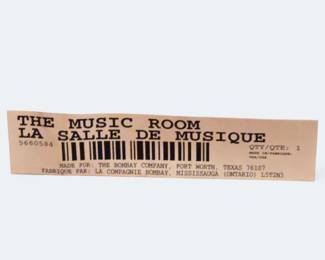 THE MUSIC ROOM
LA SALLE DE MUSIQUE
5660584
QTY/QTE: 1
MADE FOR: THE BOMBAY COMPANY, FORT WORTH, TEXAS 76107
FABRIQUE PAR: LA COMPAGNIE BOMBAY, MISSISSAUGA (ONTARIO) L5T2N3